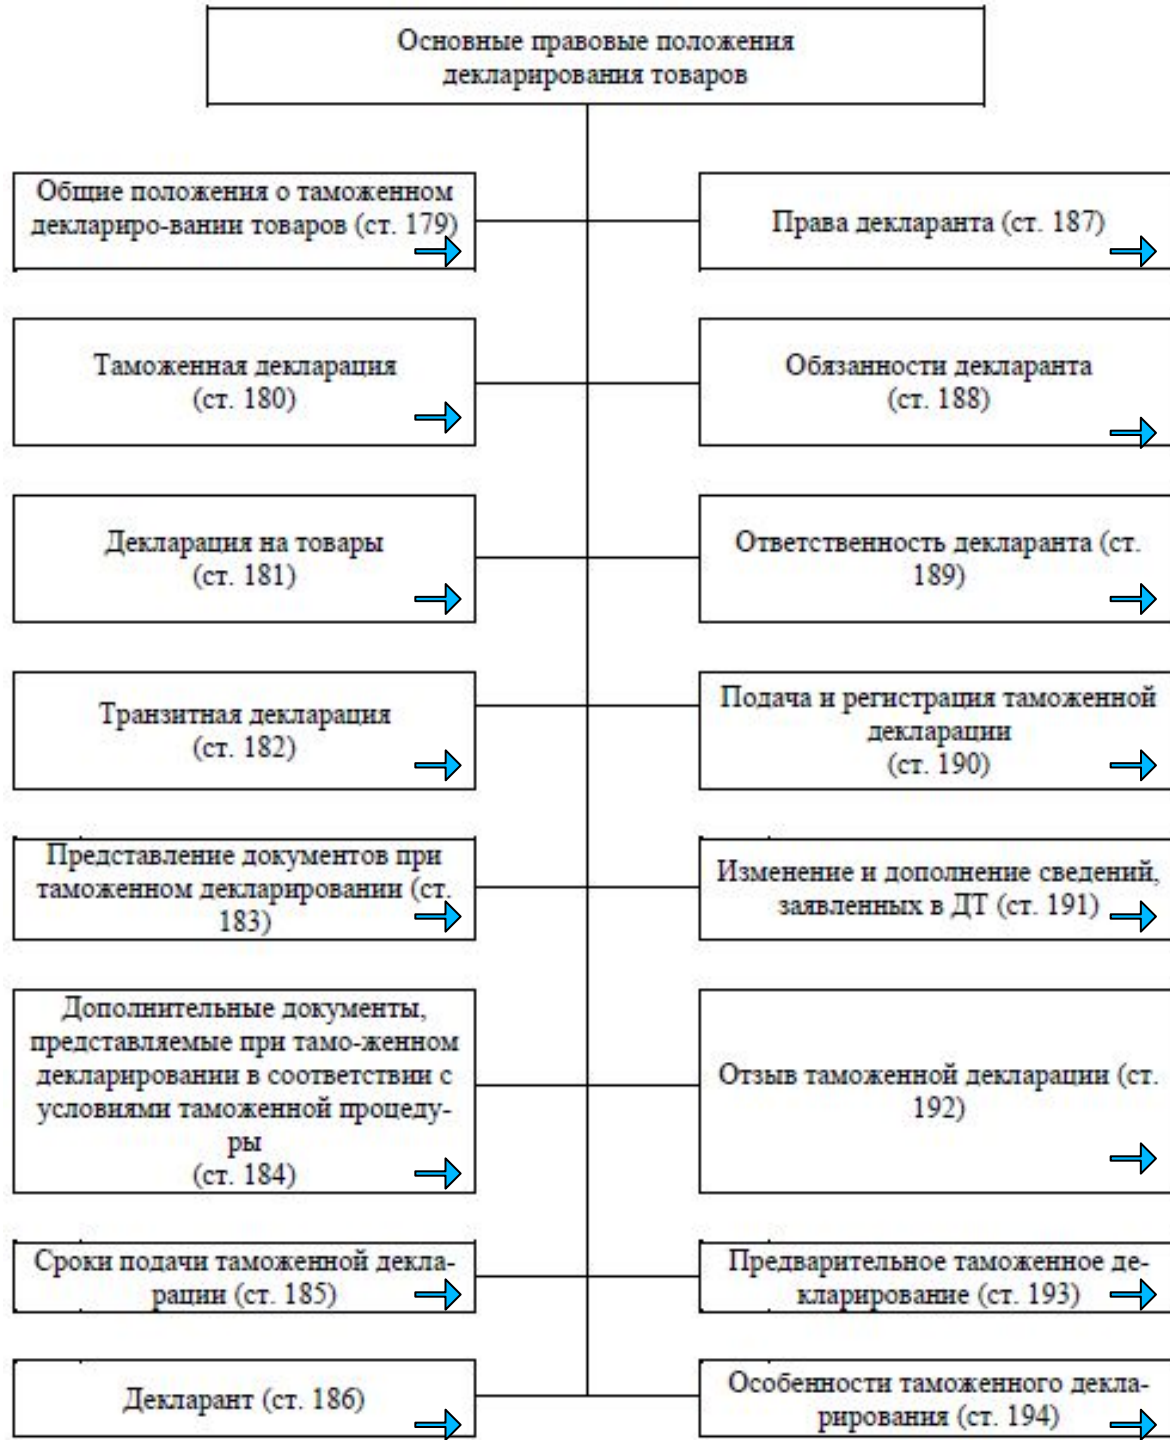 Основные правовые положения
декларирования товаров
Общие положения о таможенном
деклариро-вании товаров (ст. 179)
Таможенная декларация
(ст. 180)
Декларация на товары
(ст. 181)
Транзитная декларация
(ст. 182)
Представление документов при
таможенном декларировании (ст.
183)
Дополнительные документы,
представляемые при тамо-женном
декларировании в соответствии с
условиями таможенной процеду-
ры
(ст. 184)
Сроки подачи таможенной декла-
рации (ст. 185)
Декларант (ст. 186)
Права декларанта (ст. 187)
Обязанности декларанта
(ст. 188)
Ответственность декларанта (ст.
189)
Подача и регистрация таможенной
декларации
(ст. 190)
Изменение и дополнение сведений,
заявленных в ДТ (ст. 191)
Отзыв таможенной декларации (ст.
192)
Предварительное таможенное де-
кларирование (ст. 193)
Особенности таможенного декла-
рирования (ст. 194)